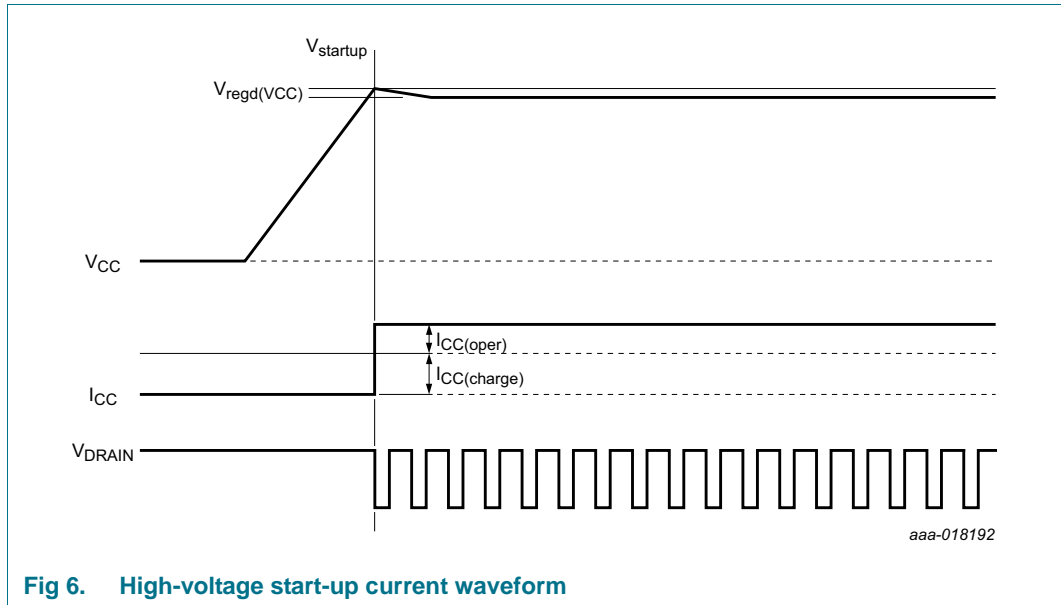 Vstartup
Vregd(VCC)
VCC
ICC(oper)
ICC(charge)
ICC
VDRAIN
aaa-018192
Fig 6. High-voltage start-up current waveform